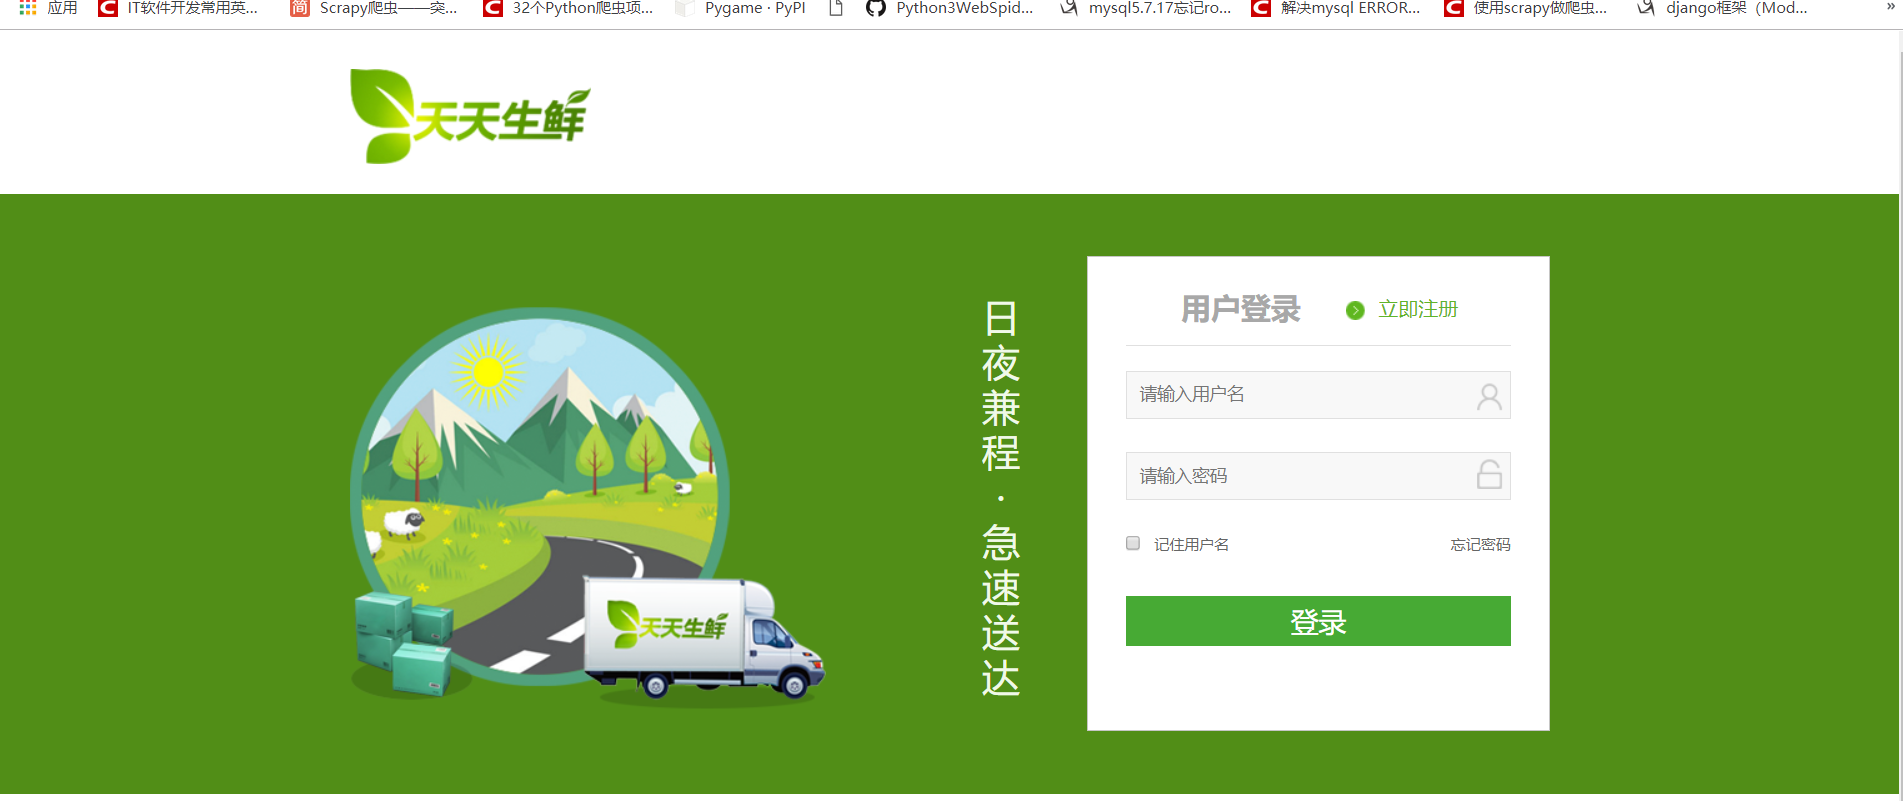 应用 IT软件开发常用英... 简 Scrapy爬虫——突... 32个Python爬虫项... Pygame · PyPI Python3WebSpid... mysql5.7.17忘记ro... 解决mysql ERROR... 使用scrapy做爬虫... django框架（Mod... »
天天生鲜
日夜兼程·急速送达
用户登录 立即注册
请输入用户名
请输入密码
记住用户名 忘记密码
登录
天天生鲜